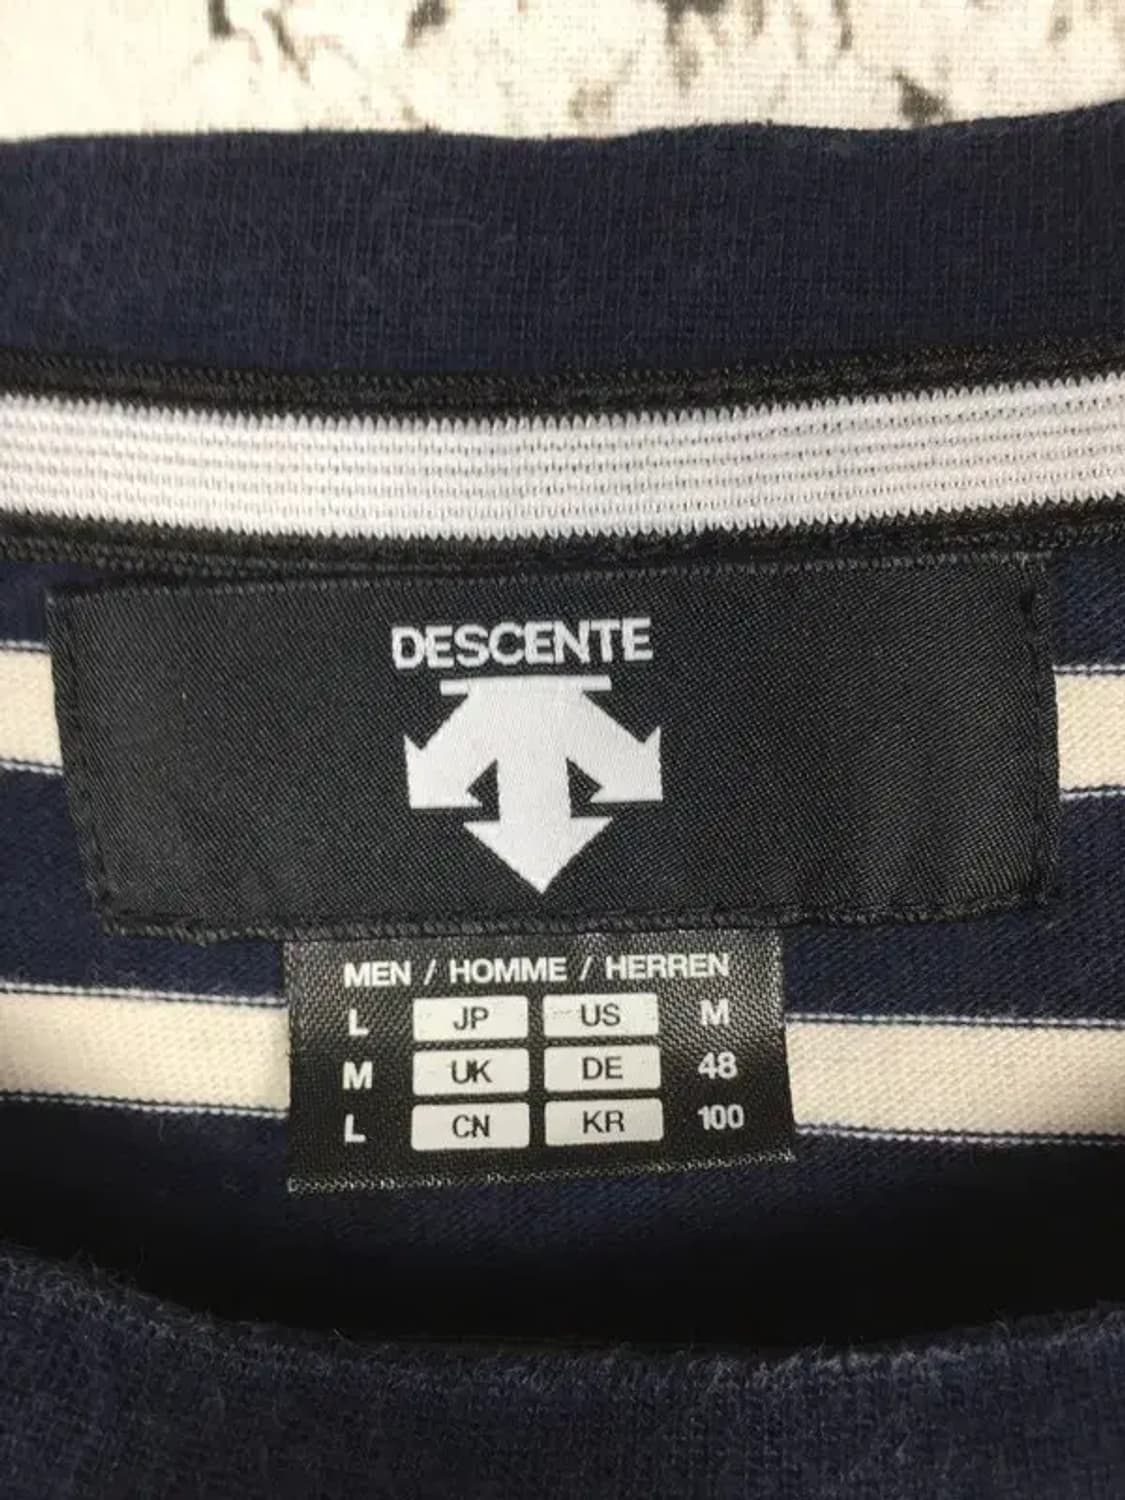 DESCENTE
MEN / HOMME / HERREN
L JP US M
M UK DE 48
L CN KR 100